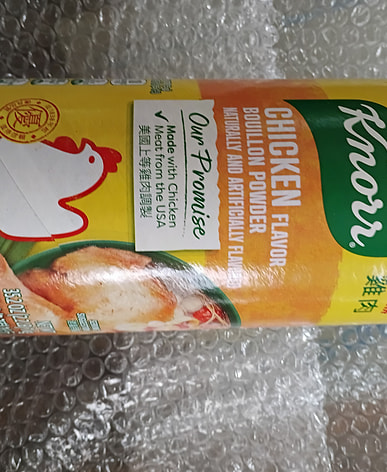 Knorr
雞肉
CHICKEN FLAVOR
BOUILLON POWDER
NATURALLY AND ARTIFICIALLY FLAVORED
Our Promise
✓ Made with Chicken
Meat from the USA
美國上等雞肉調製